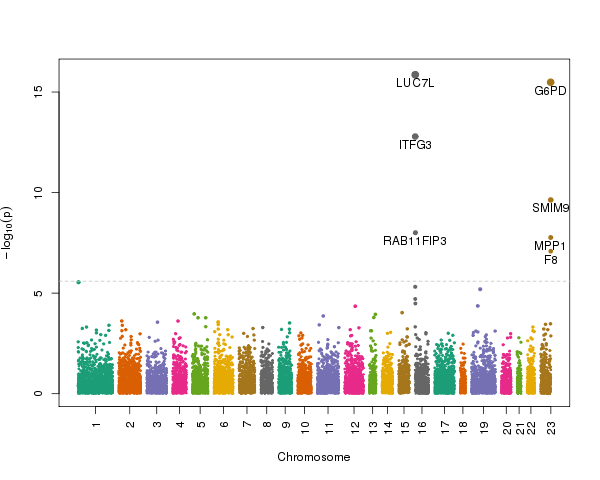 LUC7L
G6PD
ITFG3
SMIM9
RAB11FIP3
MPP1
F8
15
10
5
0
− log10(p)
1 2 3 4 5 6 7 8 9 10 11 12 13 14 15 16 17 18 19 20 21 22 23
Chromosome